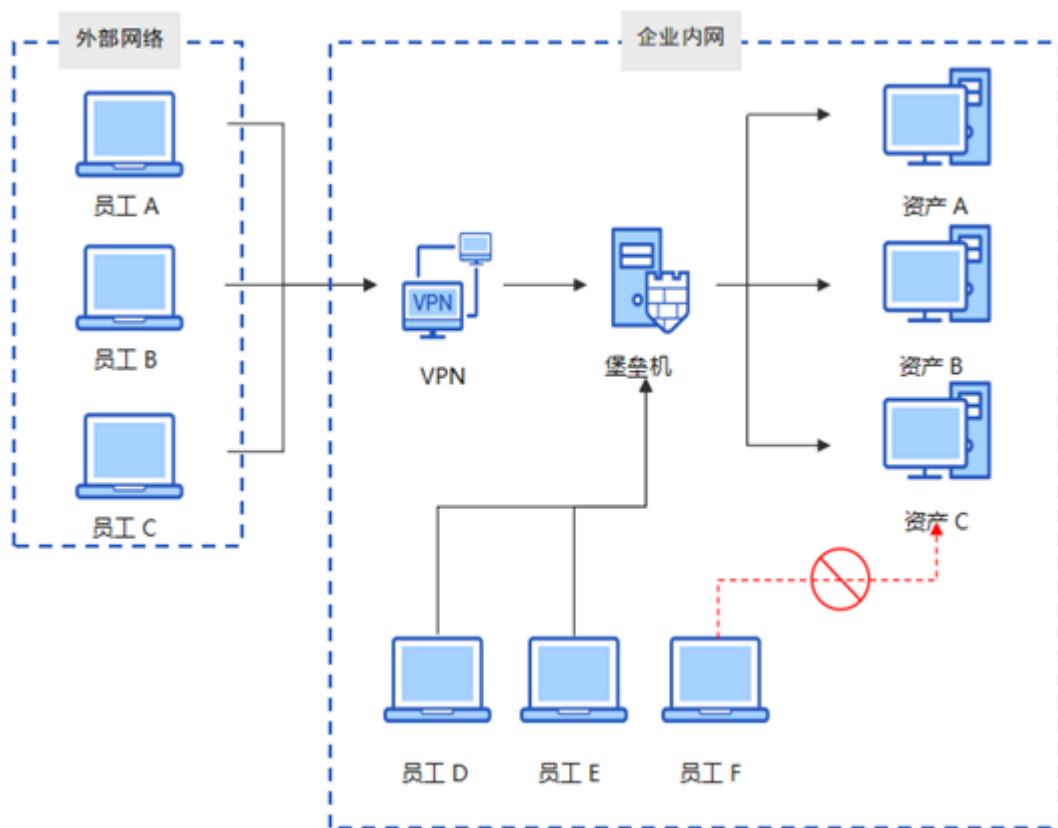 外部网络
企业内网
员工 A
资产 A
VPN
员工 B
VPN
堡垒机
资产 B
员工 C
资产 C
员工 D
员工 E
员工 F